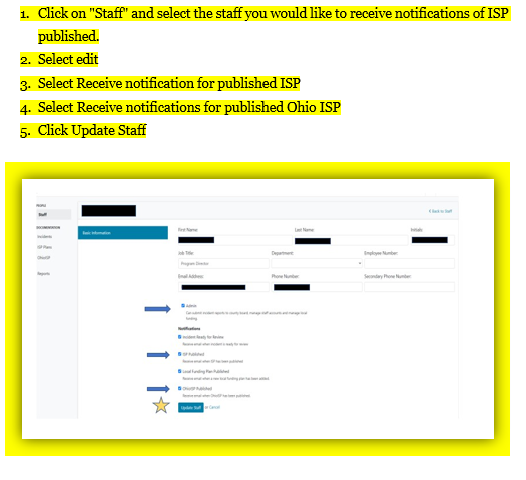 1. Click on "Staff" and select the staff you would like to receive notifications of ISP
published.
2. Select edit
3. Select Receive notification for published ISP
4. Select Receive notifications for published Ohio ISP
5. Click Update Staff
PEOPLE
Staff
Back to Staff
DOCUMENTATION
Basic Information
First Name
Last Name
Initials
Incidents
ISP Plans
OhioISP
Job Title
Department
Employee Number
Program Director
Reports
Email Address
Phone Number
Secondary Phone Number
Admin
Can submit incident reports to county board, manage staff accounts and manage local
funding.
Notifications
Incident Ready for Review
Receive email when incident is ready for review
ISP Published
Receive email when ISP has been published
Local Funding Plan Published
Receive email when a new local funding plan has been added
OhioISP Published
Receive email when OhioISP has been published.
Update Staff or Cancel